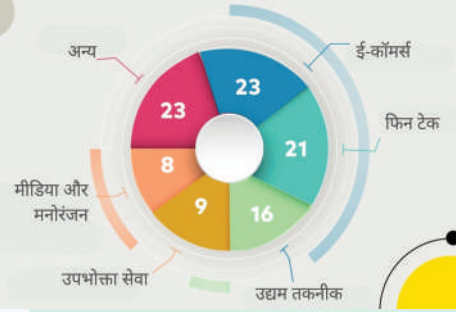 अन्य
ई-कॉमर्स
23
23
फिन टेक
21
8
मीडिया और
मनोरंजन
9
16
उपभोक्ता सेवा
उद्यम तकनीक